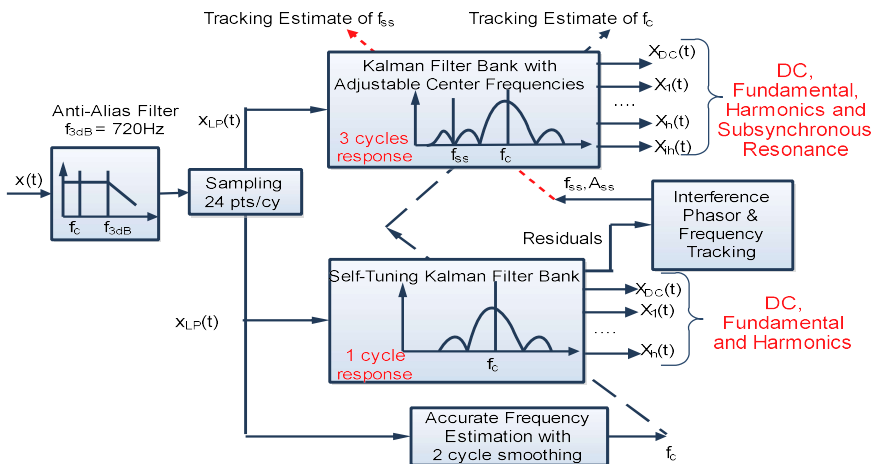 Tracking Estimate of fss
Tracking Estimate of fc
Kalman Filter Bank with
Adjustable Center Frequencies
3 cycles
response
fss
fc
XDC(t)
X1(t)
....
Xh(t)
Xih(t)
DC,
Fundamental,
Harmonics and
Subsynchronous
Resonance
Anti-Alias Filter
f3dB = 720Hz
x(t)
fc
f3dB
xLP(t)
Sampling
24 pts/cy
fss, Ass
Interference
Phasor &
Frequency
Tracking
Residuals
Self-Tuning Kalman Filter Bank
1 cycle
response
fc
XDC(t)
X1(t)
....
Xh(t)
DC,
Fundamental
and Harmonics
xLP(t)
Accurate Frequency
Estimation with
2 cycle smoothing
fc